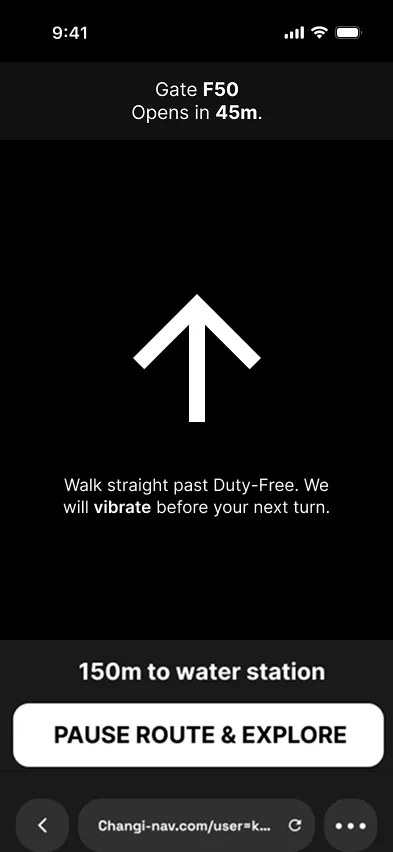 9:41
Gate F50
Opens in 45m.
Walk straight past Duty-Free. We
will vibrate before your next turn.
150m to water station
PAUSE ROUTE & EXPLORE
Changi-nav.com/user=k...